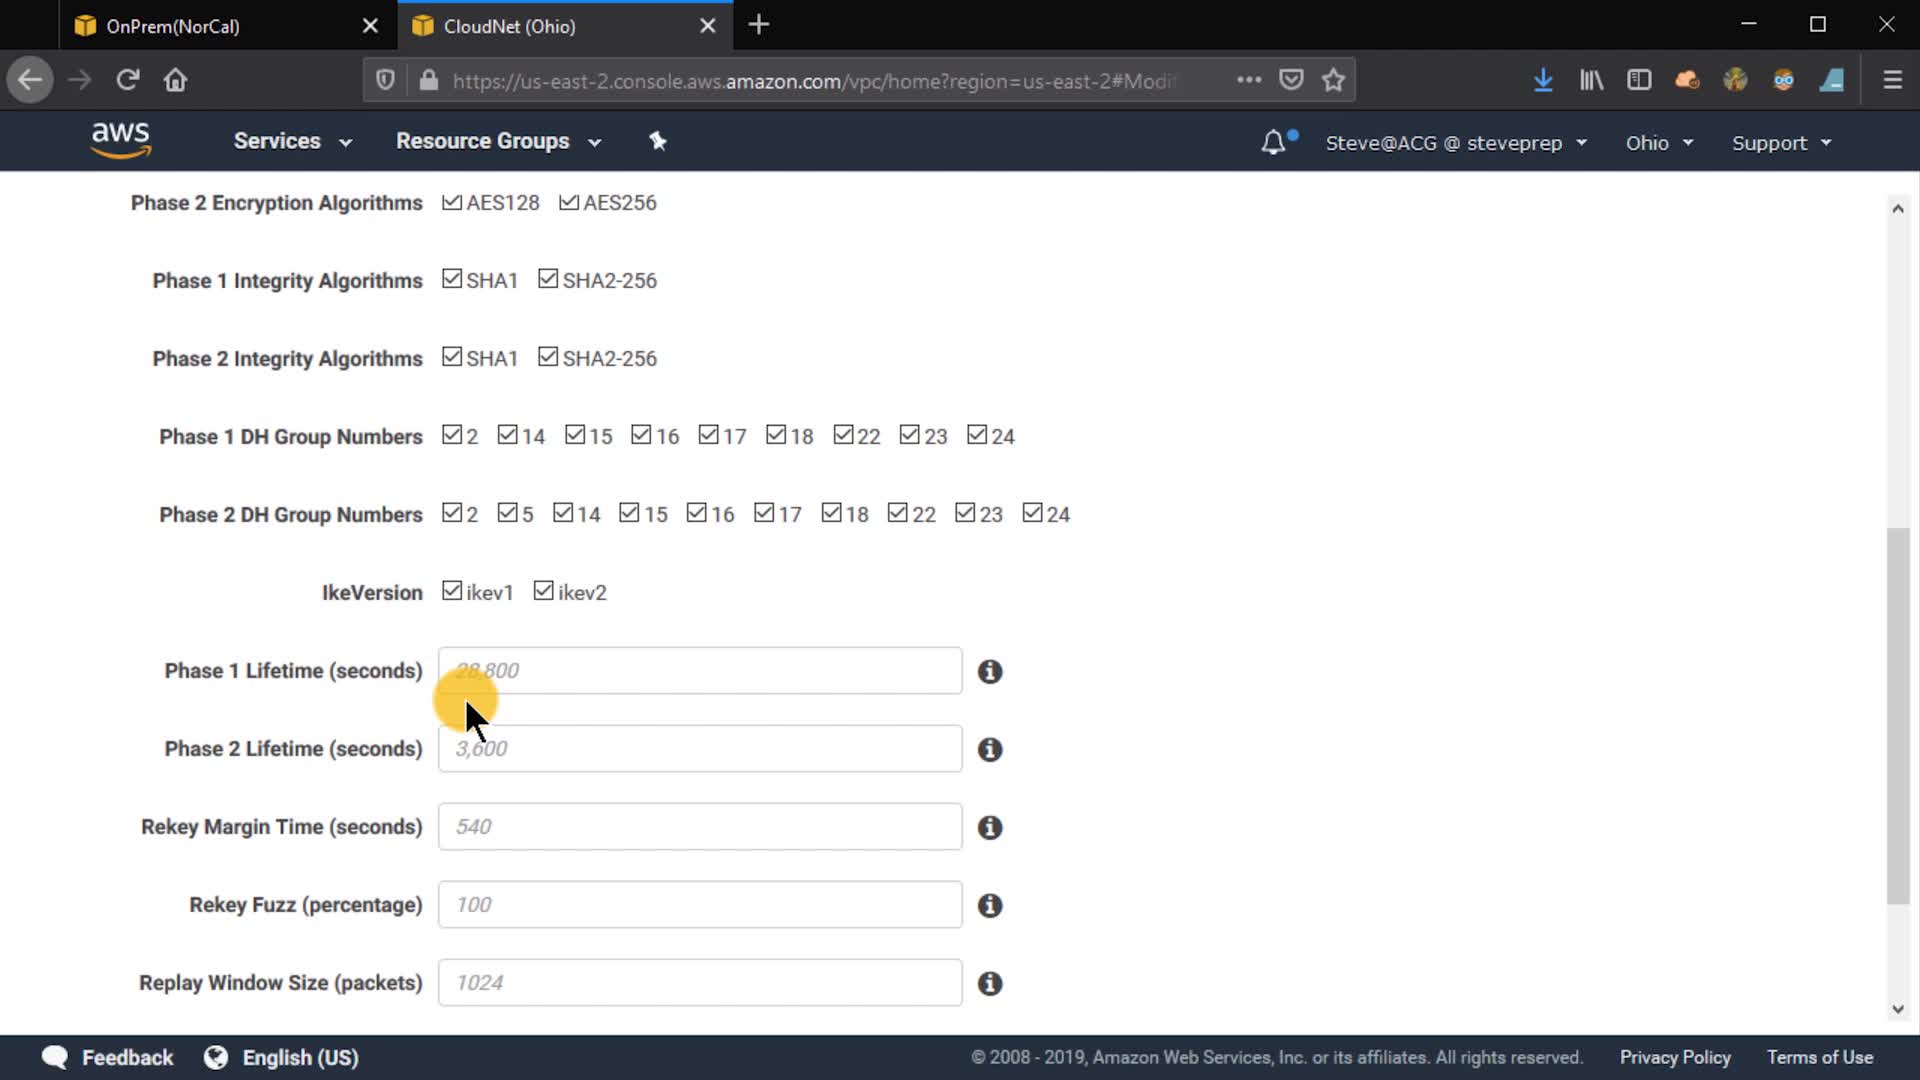 OnPrem(NorCal)
CloudNet (Ohio)
https://us-east-2.console.aws.amazon.com/vpc/home?region=us-east-2#Modif
aws
Services
Resource Groups
Steve@ACG @ steveprep
Ohio
Support
Phase 2 Encryption Algorithms AES128 AES256
Phase 1 Integrity Algorithms SHA1 SHA2-256
Phase 2 Integrity Algorithms SHA1 SHA2-256
Phase 1 DH Group Numbers 2 14 15 16 17 18 22 23 24
Phase 2 DH Group Numbers 2 5 14 15 16 17 18 22 23 24
IkeVersion ikev1 ikev2
Phase 1 Lifetime (seconds) 28,800
Phase 2 Lifetime (seconds) 3,600
Rekey Margin Time (seconds) 540
Rekey Fuzz (percentage) 100
Replay Window Size (packets) 1024
Feedback
English (US)
© 2008 - 2019, Amazon Web Services, Inc. or its affiliates. All rights reserved.
Privacy Policy
Terms of Use